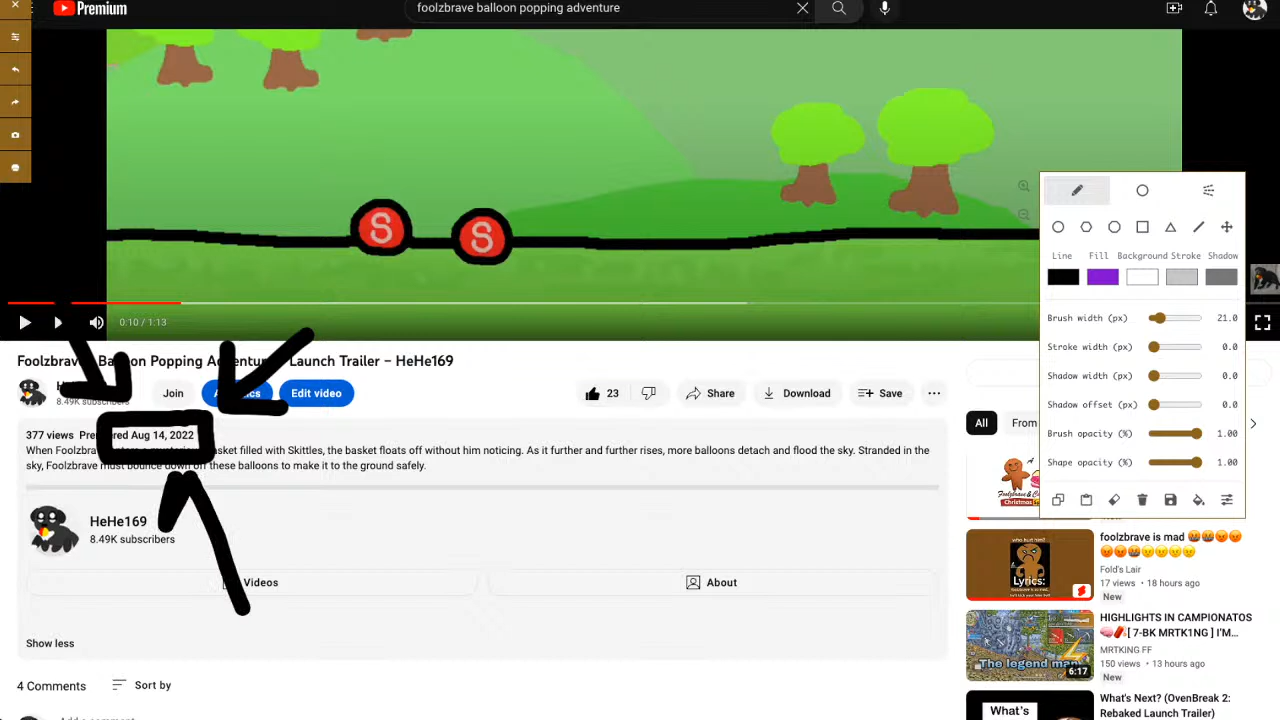 Premium
foolzbrave balloon popping adventure
S
S
0:10 / 1:13
Line
Fill
Background
Stroke
Shadow
Brush width (px)
21.0
Stroke width (px)
0.0
Shadow width (px)
0.0
Shadow offset (px)
0.0
Brush opacity (%)
1.00
Shape opacity (%)
1.00
Balloon Popping Launch Trailer – HeHe169
8.49K subscribers
Join
Edit video
23
Share
Download
Save
All
From
377 views Aug 14, 2022
When filled with Skittles, the basket floats off without him noticing. As it further and further rises, more balloons detach and flood the sky. Stranded in the
sky, Foolzbrave must bounce down off these balloons to make it to the ground safely.
HeHe169
8.49K subscribers
Videos
About
Show less
4 Comments
Sort by
Christmas
foolzbrave is mad 🤬🤬😡😡
😡😡🤬😡😠😠😠😠
Fold's Lair
17 views • 18 hours ago
New
Lyrics:
HIGHLIGHTS IN CAMPIONATOS
🧠🧨[ 7-BK MRTK1NG ] I'M…
MRTKiNG FF
150 views • 13 hours ago
New
The legend man
6:17
What's Next? (OvenBreak 2:
Rebaked Launch Trailer)
What's